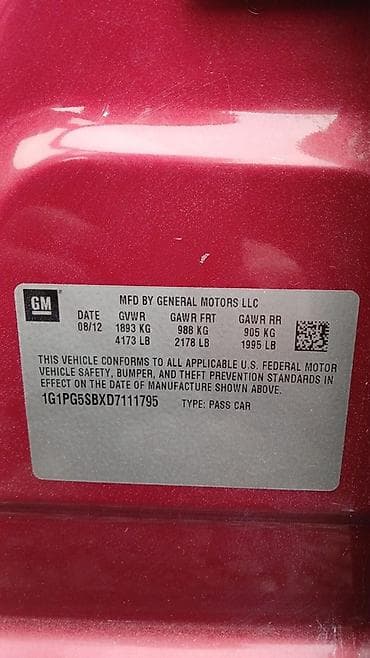 GM
MFD BY GENERAL MOTORS LLC
DATE GVWR GAWR FRT GAWR RR
08/12 1893 KG 988 KG 905 KG
4173 LB 2178 LB 1995 LB
THIS VEHICLE CONFORMS TO ALL APPLICABLE U.S. FEDERAL MOTOR
VEHICLE SAFETY, BUMPER, AND THEFT PREVENTION STANDARDS IN
EFFECT ON THE DATE OF MANUFACTURE SHOWN ABOVE.
1G1PG5SBXD7111795 TYPE: PASS CAR